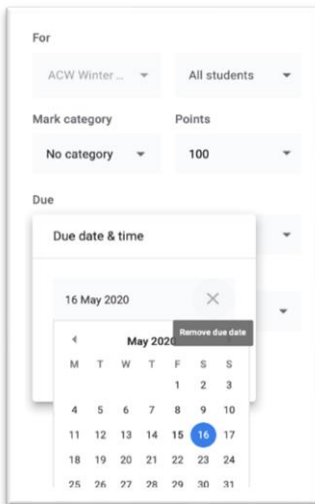 For
ACW Winter ... All students
Mark category Points
No category 100
Due
Due date & time
16 May 2020
Remove due date
May 2020
M T W T F S S
1 2 3
4 5 6 7 8 9 10
11 12 13 14 15 16 17
18 19 20 21 22 23 24
25 26 27 28 29 30 31